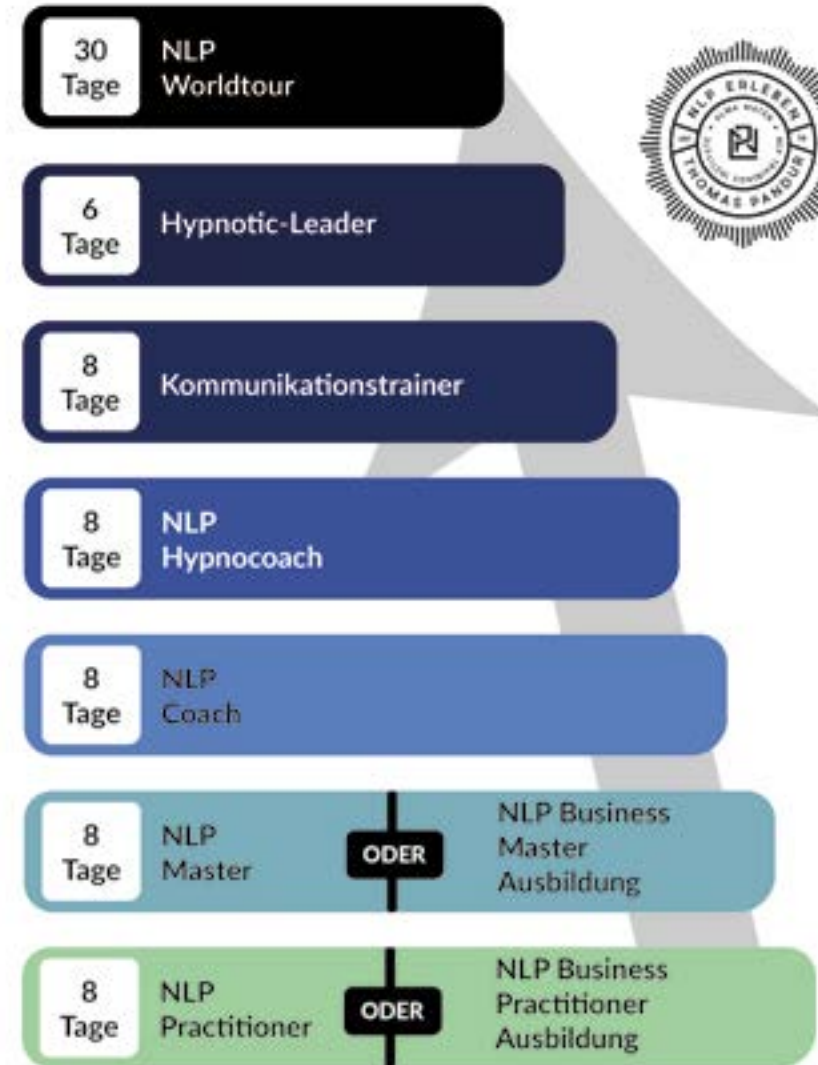 30
Tage
NLP
Worldtour
NLP ERLEBEN
THOMAS PANDUR
6
Tage
Hypnotic-Leader
8
Tage
Kommunikationstrainer
8
Tage
NLP
Hypnocoach
8
Tage
NLP
Coach
8
Tage
NLP
Master
ODER
NLP Business
Master
Ausbildung
8
Tage
NLP
Practitioner
ODER
NLP Business
Practitioner
Ausbildung